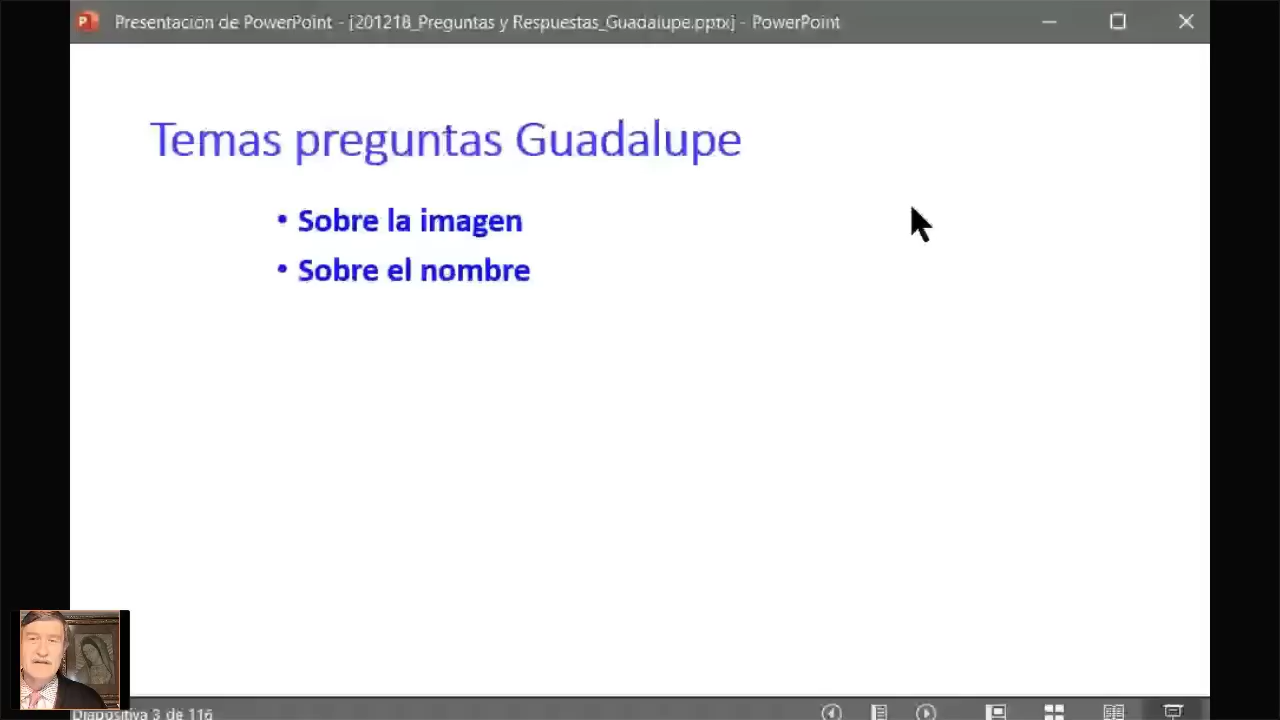 Presentación de PowerPoint - [201218_Preguntas y Respuestas_Guadalupe.pptx] - PowerPoint
Temas preguntas Guadalupe
• Sobre la imagen
• Sobre el nombre
Diapositiva 3 de 116